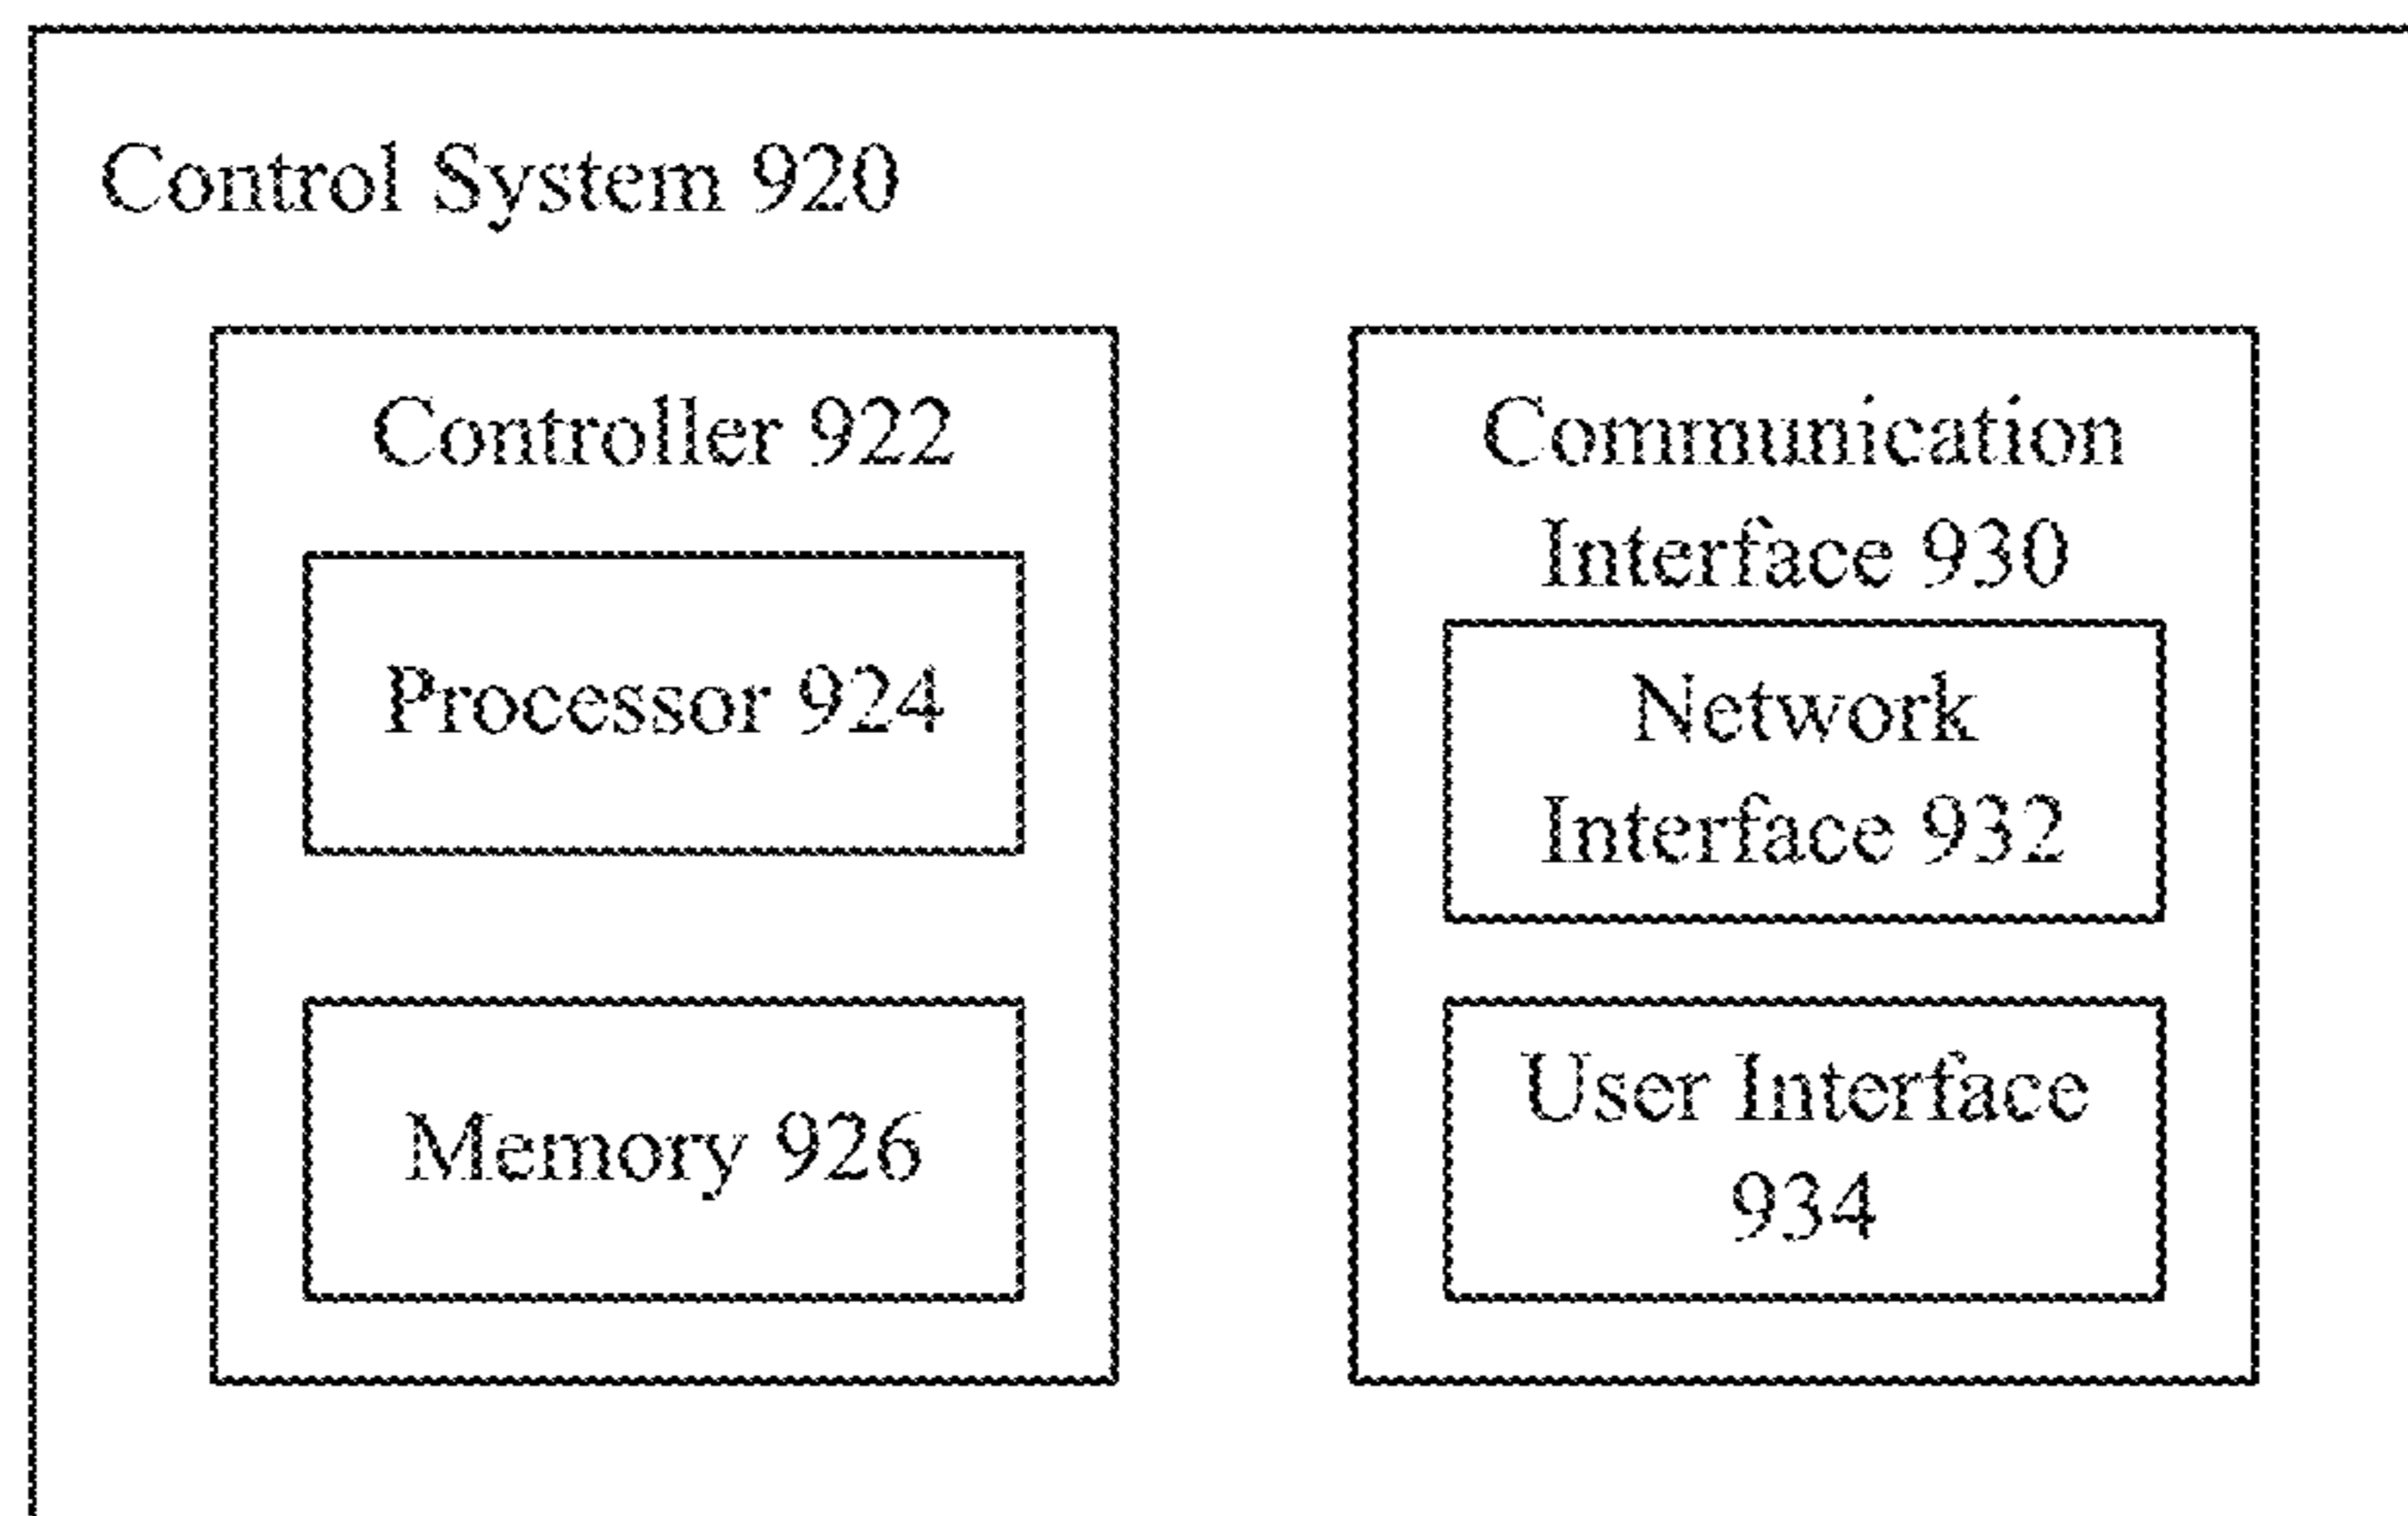 Control System 920
Controller 922
Processor 924
Memory 926
Communication
Interface 930
Network
Interface 932
User Interface
934